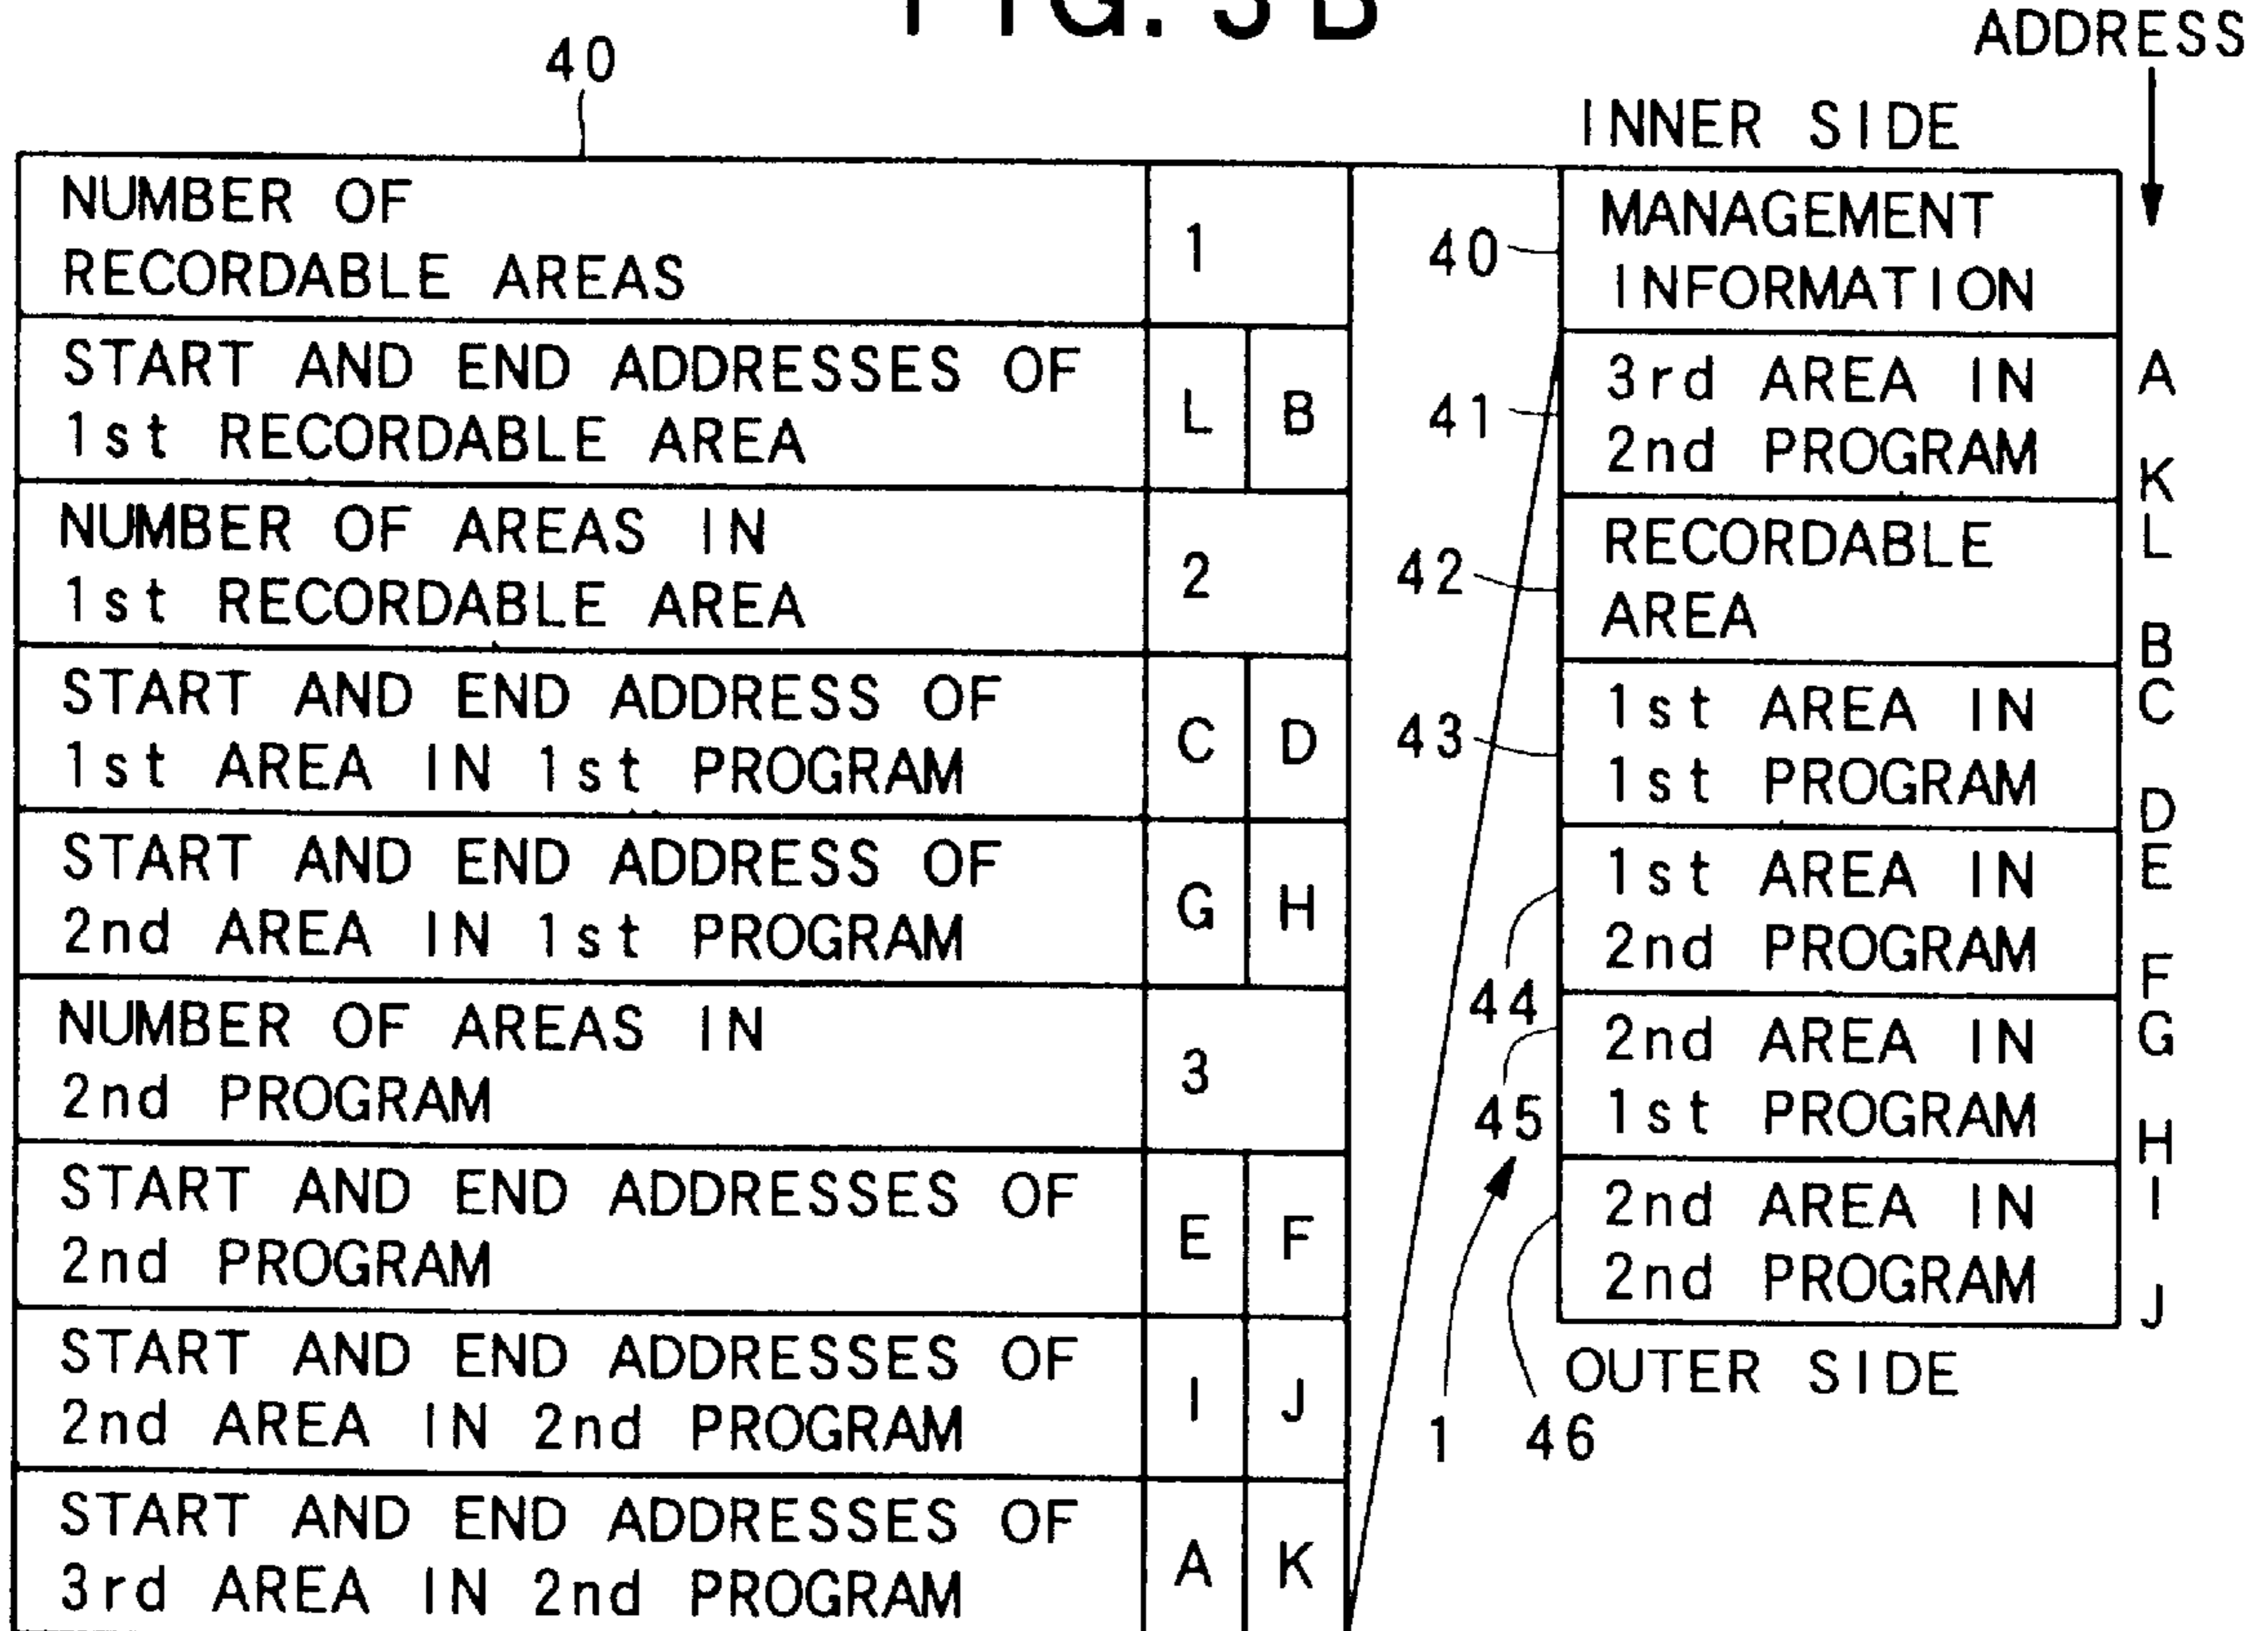 FIG. 3B
40
NUMBER OF
RECORDABLE AREAS
1
START AND END ADDRESSES OF
1st RECORDABLE AREA
L B
NUMBER OF AREAS IN
1st RECORDABLE AREA
2
START AND END ADDRESS OF
1st AREA IN 1st PROGRAM
C D
START AND END ADDRESS OF
2nd AREA IN 1st PROGRAM
G H
NUMBER OF AREAS IN
2nd PROGRAM
3
START AND END ADDRESSES OF
2nd PROGRAM
E F
START AND END ADDRESSES OF
2nd AREA IN 2nd PROGRAM
I J
START AND END ADDRESSES OF
3rd AREA IN 2nd PROGRAM
A K
ADDRESS
INNER SIDE
40
MANAGEMENT
INFORMATION
41
3rd AREA IN
2nd PROGRAM
A
K
42
RECORDABLE
AREA
L
B
43
1st AREA IN
1st PROGRAM
C
D
44
1st AREA IN
2nd PROGRAM
E
F
45
2nd AREA IN
1st PROGRAM
G
H
2nd AREA IN
2nd PROGRAM
I
J
OUTER SIDE
1
46